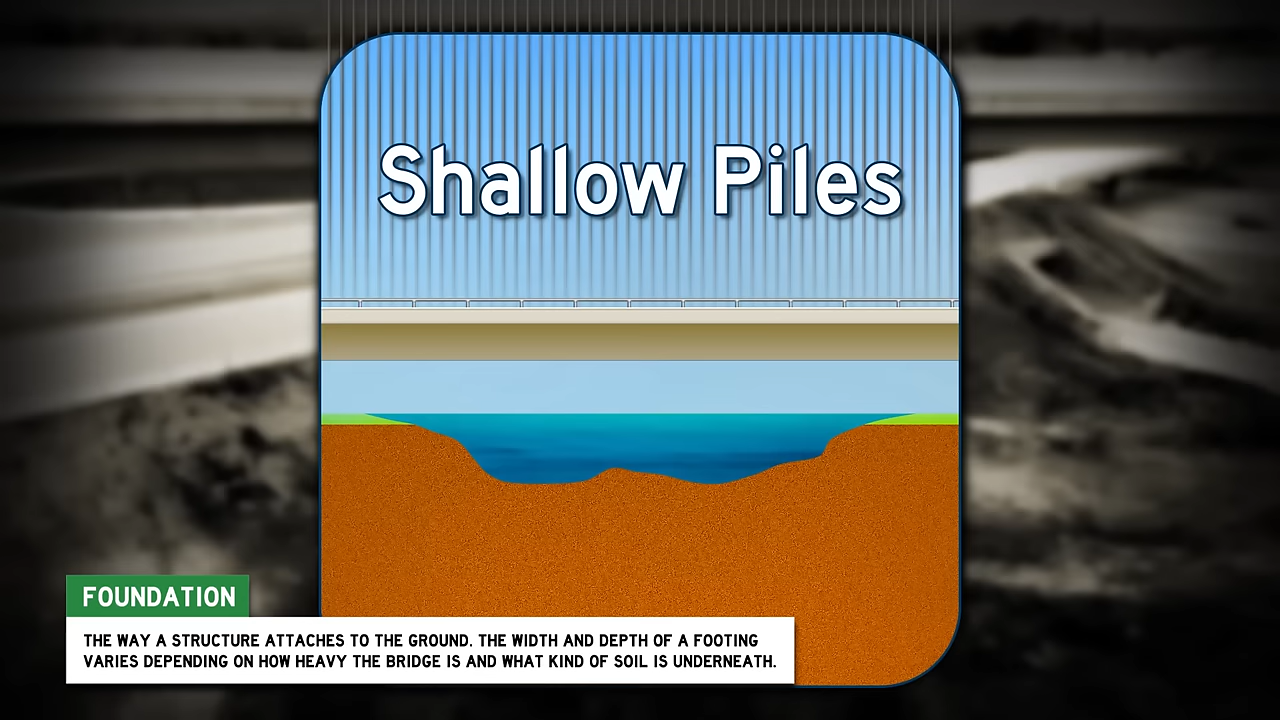 Shallow Piles
FOUNDATION
THE WAY A STRUCTURE ATTACHES TO THE GROUND. THE WIDTH AND DEPTH OF A FOOTING
VARIES DEPENDING ON HOW HEAVY THE BRIDGE IS AND WHAT KIND OF SOIL IS UNDERNEATH.